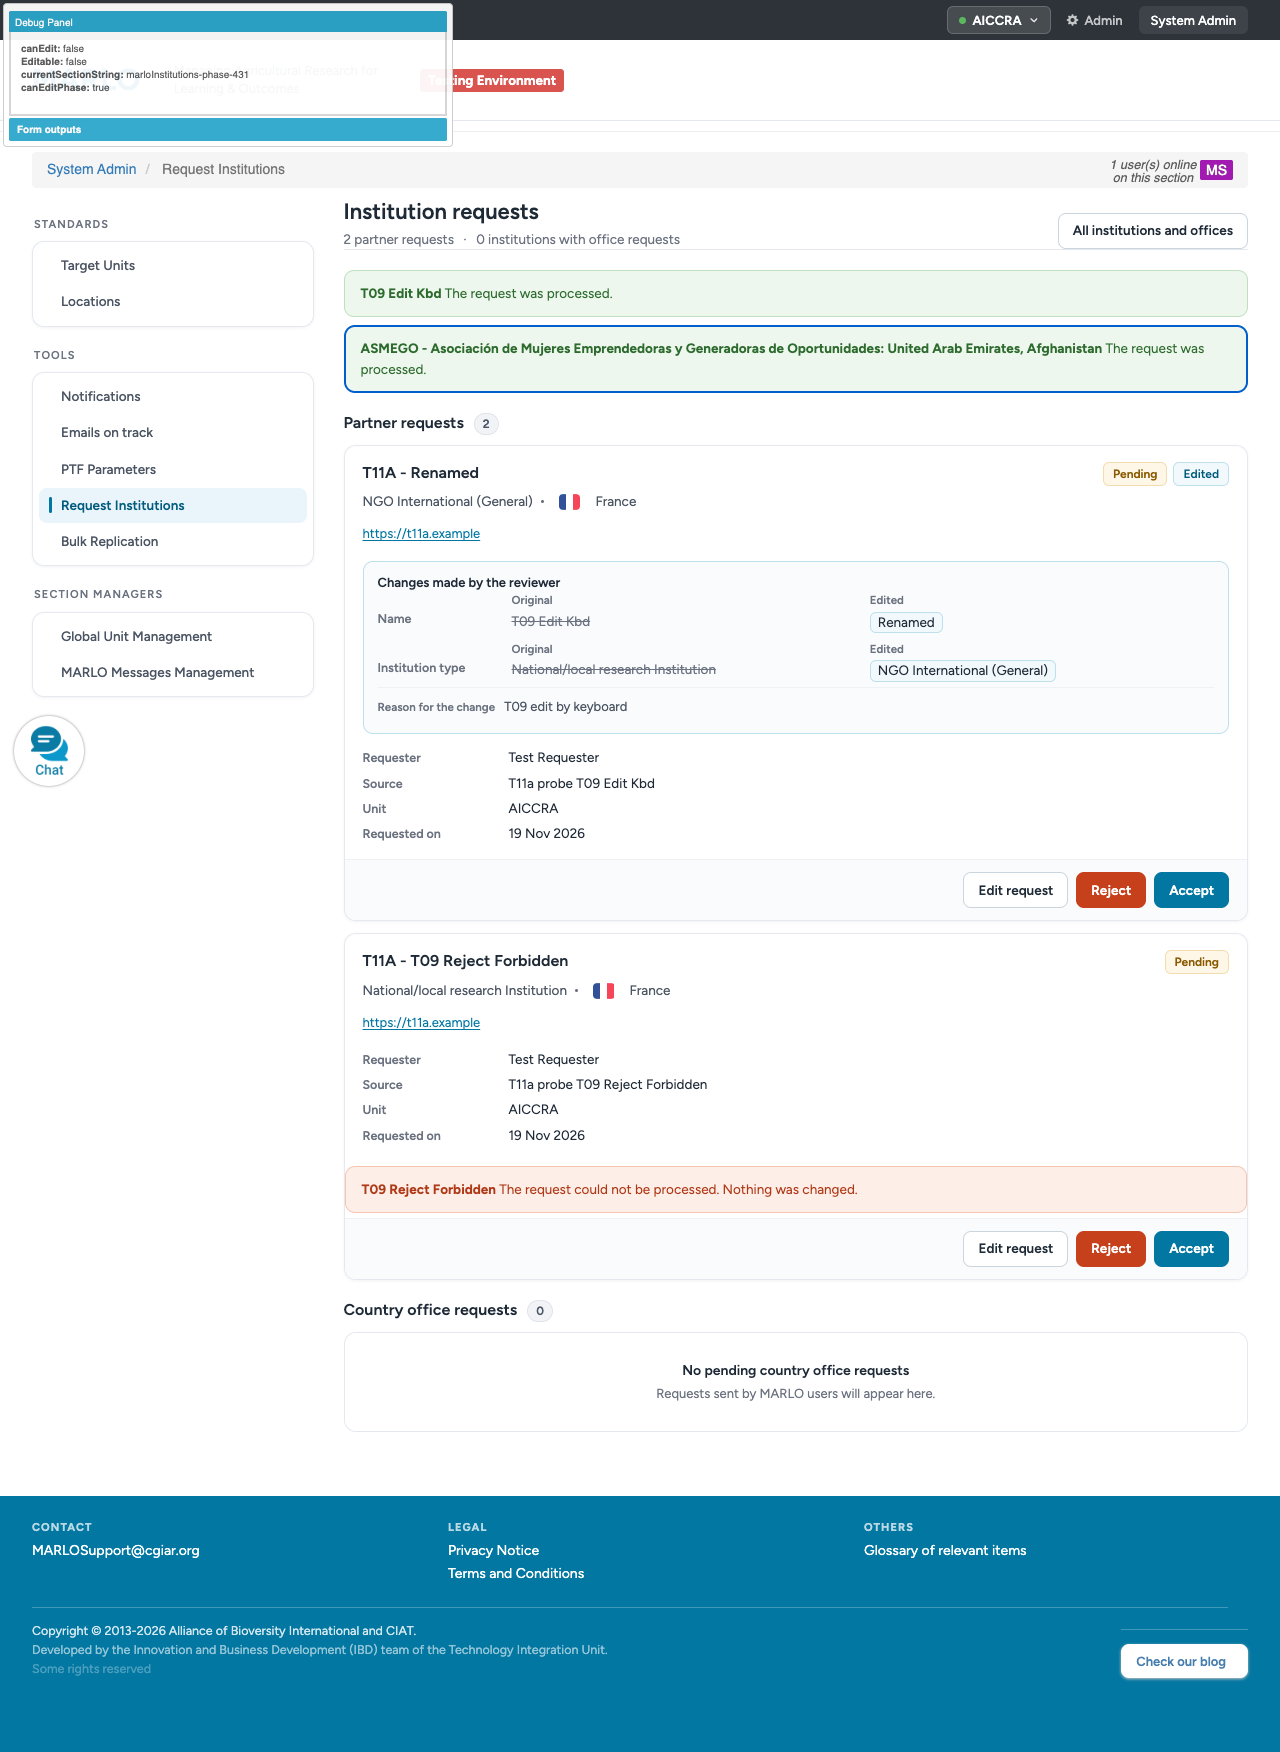 Debug Panel
canEdit: false
Editable: false
currentSectionString: marloInstitutions-phase-431
canEditPhase: true
Form outputs
Agricultural Research for
Learning & Outcomes
Testing Environment
AICCRA
Admin
System Admin
System Admin / Request Institutions
1 user(s) online
on this section
MS
STANDARDS
Target Units
Locations
TOOLS
Notifications
Emails on track
PTF Parameters
Request Institutions
Bulk Replication
SECTION MANAGERS
Global Unit Management
MARLO Messages Management
Chat
Institution requests
2 partner requests · 0 institutions with office requests
All institutions and offices
T09 Edit Kbd The request was processed.
ASMEGO - Asociación de Mujeres Emprendedoras y Generadoras de Oportunidades: United Arab Emirates, Afghanistan The request was
processed.
Partner requests 2
T11A - Renamed
Pending
Edited
NGO International (General) • France
https://t11a.example
Changes made by the reviewer
Original Edited
Name T09 Edit Kbd Renamed
Original Edited
Institution type National/local research Institution NGO International (General)
Reason for the change T09 edit by keyboard
Requester Test Requester
Source T11a probe T09 Edit Kbd
Unit AICCRA
Requested on 19 Nov 2026
Edit request
Reject
Accept
T11A - T09 Reject Forbidden
Pending
National/local research Institution • France
https://t11a.example
Requester Test Requester
Source T11a probe T09 Reject Forbidden
Unit AICCRA
Requested on 19 Nov 2026
T09 Reject Forbidden The request could not be processed. Nothing was changed.
Edit request
Reject
Accept
Country office requests 0
No pending country office requests
Requests sent by MARLO users will appear here.
CONTACT
MARLOSupport@cgiar.org
LEGAL
Privacy Notice
Terms and Conditions
OTHERS
Glossary of relevant items
Copyright © 2013-2026 Alliance of Bioversity International and CIAT.
Developed by the Innovation and Business Development (IBD) team of the Technology Integration Unit.
Some rights reserved
Check our blog